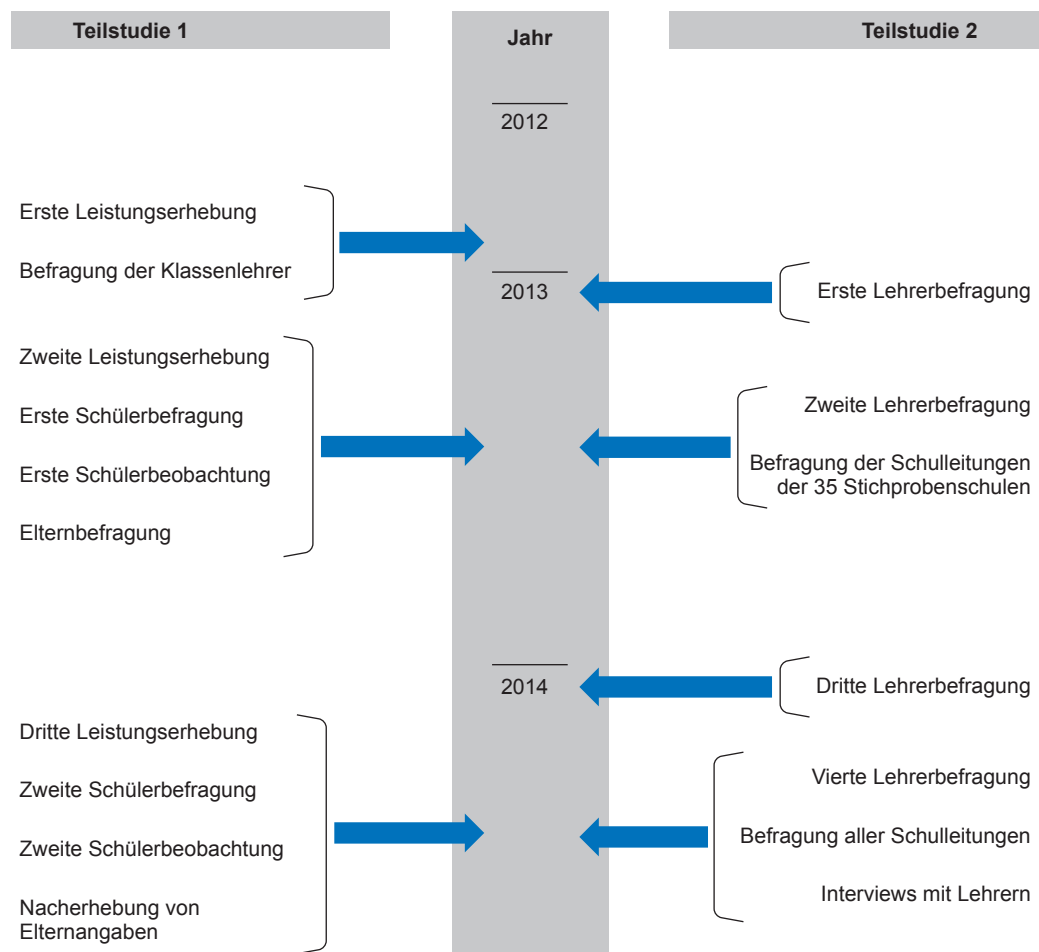 Teilstudie 1
Jahr
Teilstudie 2
2012
Erste Leistungserhebung
Befragung der Klassenlehrer
2013
Erste Lehrerbefragung
Zweite Leistungserhebung
Erste Schülerbefragung
Erste Schülerbeobachtung
Elternbefragung
Zweite Lehrerbefragung
Befragung der Schulleitungen
der 35 Stichprobenschulen
2014
Dritte Lehrerbefragung
Dritte Leistungserhebung
Zweite Schülerbefragung
Zweite Schülerbeobachtung
Nacherhebung von
Elternangaben
Vierte Lehrerbefragung
Befragung aller Schulleitungen
Interviews mit Lehrern